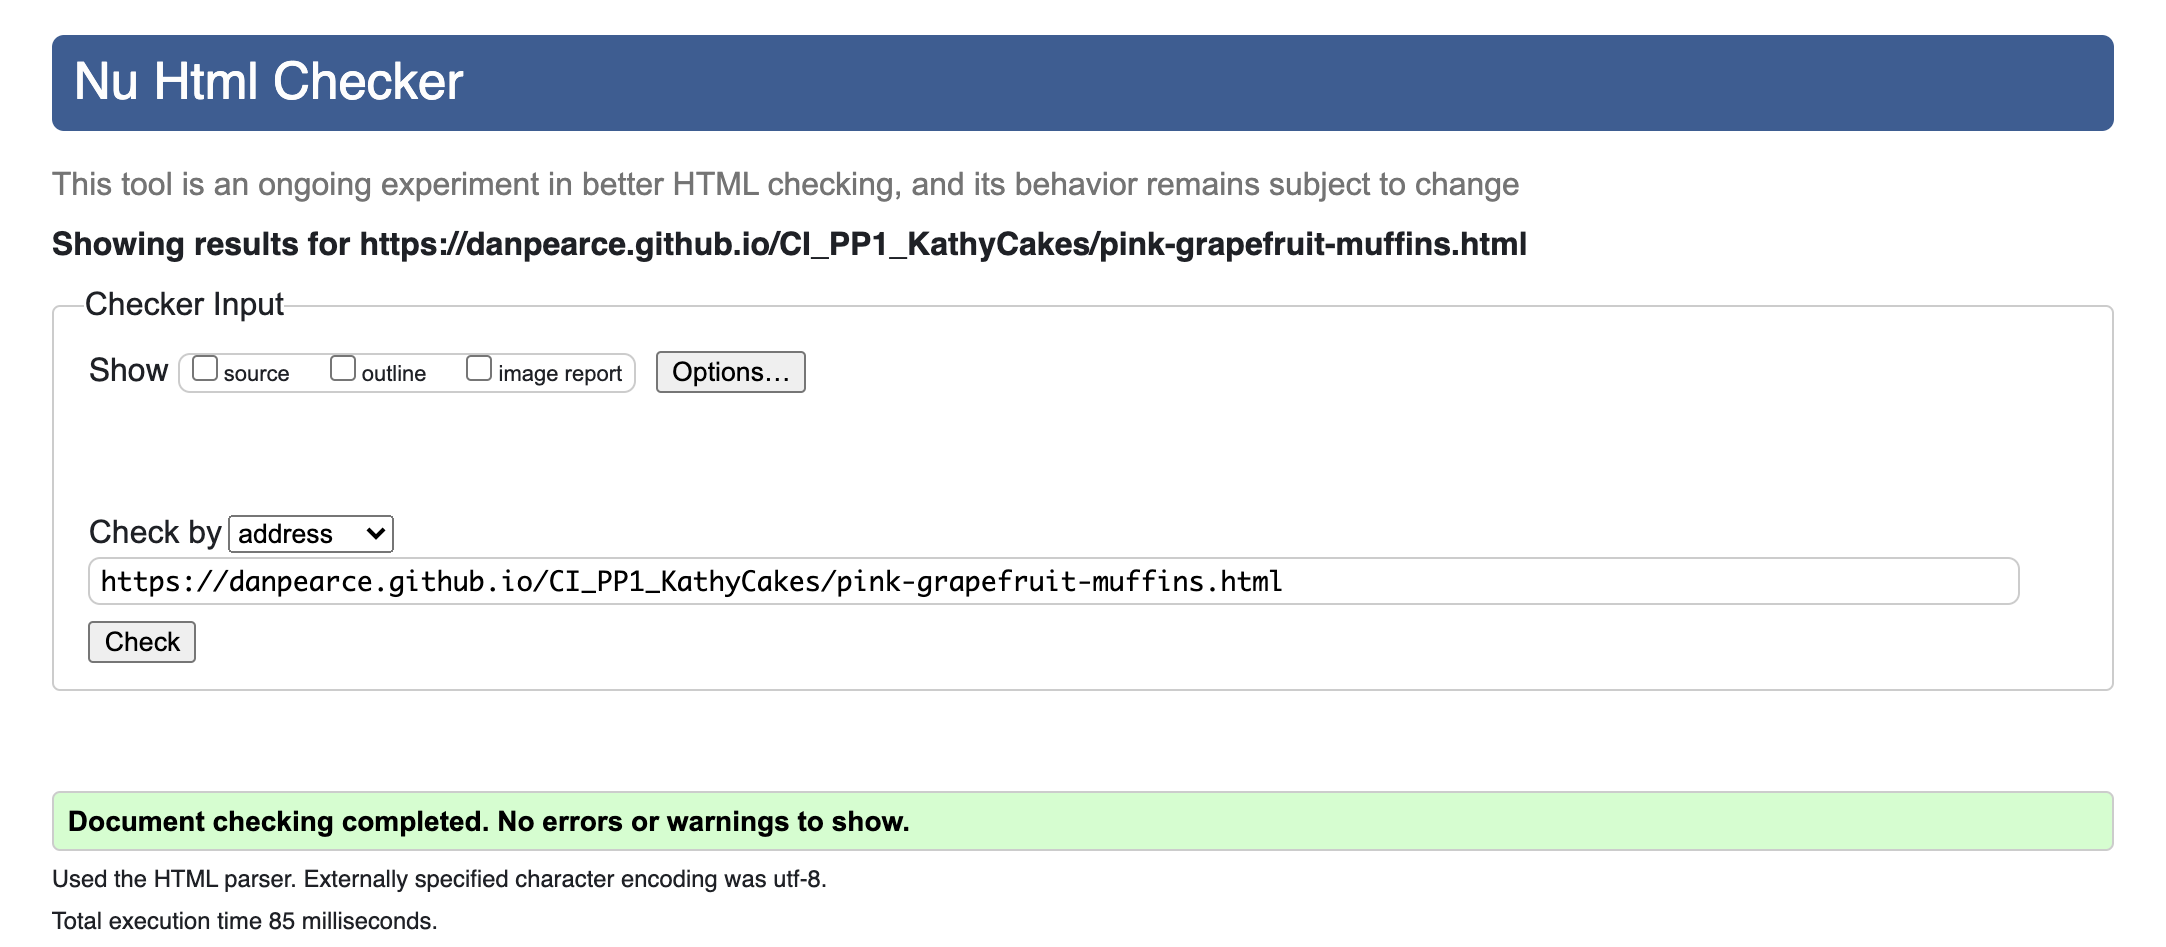 Nu Html Checker
This tool is an ongoing experiment in better HTML checking, and its behavior remains subject to change
Showing results for https://danpearce.github.io/CI_PP1_KathyCakes/pink-grapefruit-muffins.html
Checker Input
Show source outline image report Options…
Check by address
https://danpearce.github.io/CI_PP1_KathyCakes/pink-grapefruit-muffins.html
Check
Document checking completed. No errors or warnings to show.
Used the HTML parser. Externally specified character encoding was utf-8.
Total execution time 85 milliseconds.